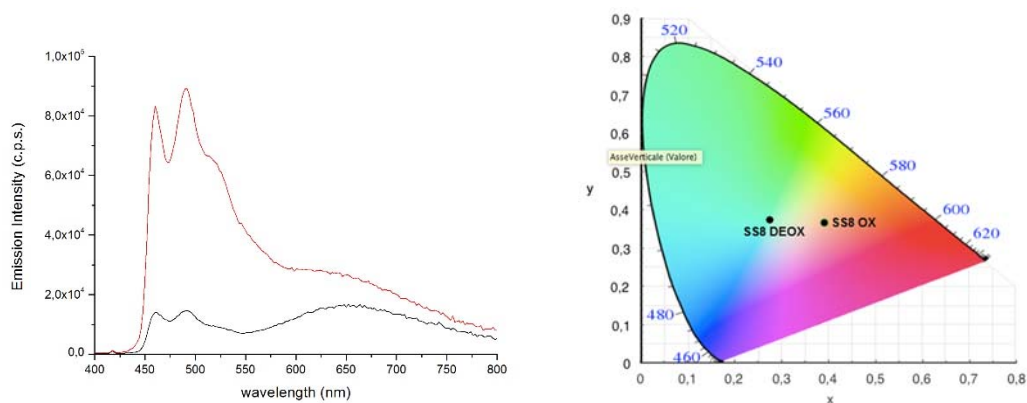 1,0x10⁵
8,0x10⁴
6,0x10⁴
4,0x10⁴
2,0x10⁴
0,0
Emission Intensity (c.p.s.)
400 450 500 550 600 650 700 750 800
wavelength (nm)
0,9
0,8
0,7
0,6
0,5
0,4
0,3
0,2
0,1
0
y
520
540
560
580
600
620
480
460
AsseVerticale (Valore)
SS8 DEOX
SS8 OX
0 0,1 0,2 0,3 0,4 0,5 0,6 0,7 0,8
x